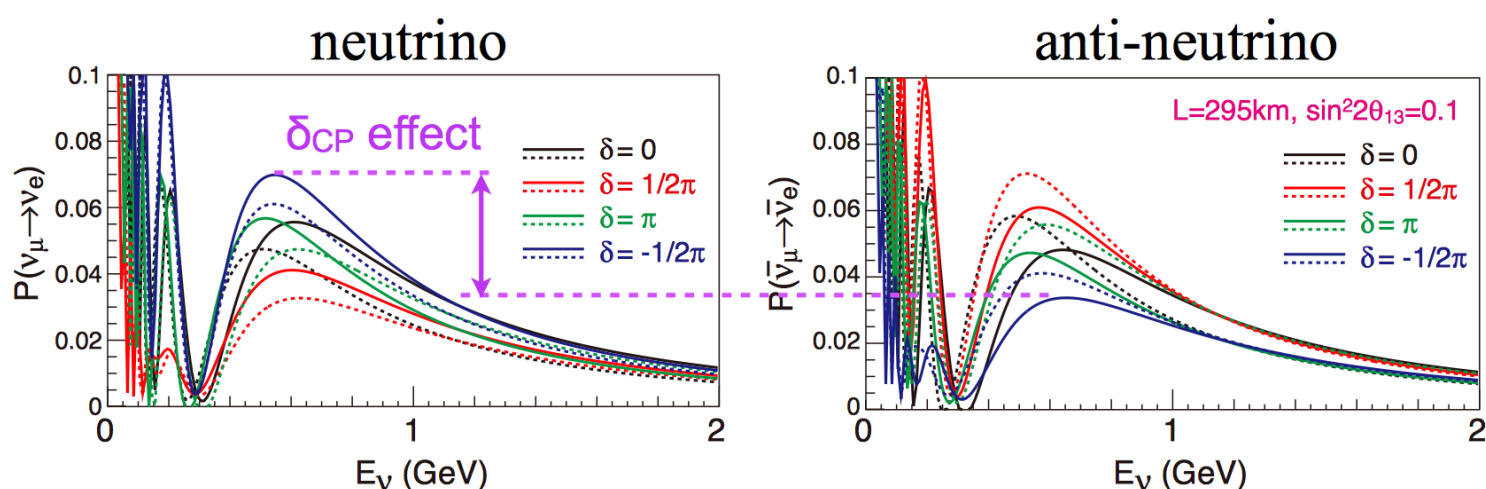 neutrino
P(νμ→νe)
0.1
0.08
0.06
0.04
0.02
0
0
1
2
Eν (GeV)
δCP effect
δ = 0
δ = 1/2π
δ = π
δ = -1/2π
anti-neutrino
P(ν̄μ→ν̄e)
0.1
0.08
0.06
0.04
0.02
0
0
1
2
Eν (GeV)
L=295km, sin²2θ₁₃=0.1
δ = 0
δ = 1/2π
δ = π
δ = -1/2π